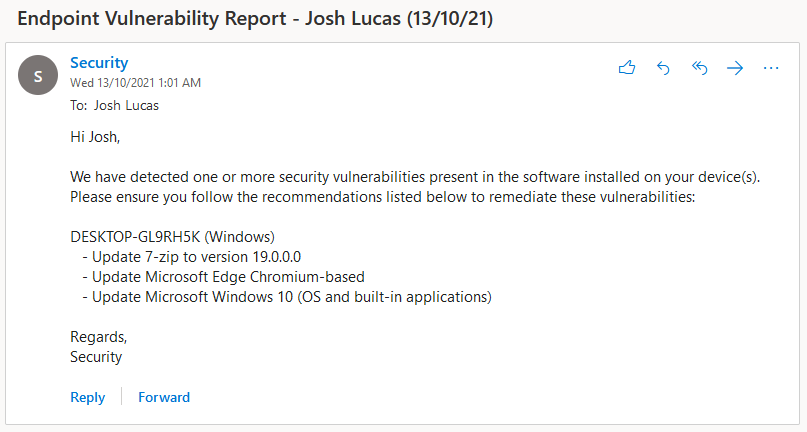 Endpoint Vulnerability Report - Josh Lucas (13/10/21)
S
Security
Wed 13/10/2021 1:01 AM
To: Josh Lucas
Hi Josh,
We have detected one or more security vulnerabilities present in the software installed on your device(s).
Please ensure you follow the recommendations listed below to remediate these vulnerabilities:
DESKTOP-GL9RH5K (Windows)
- Update 7-zip to version 19.0.0.0
- Update Microsoft Edge Chromium-based
- Update Microsoft Windows 10 (OS and built-in applications)
Regards,
Security
Reply
Forward